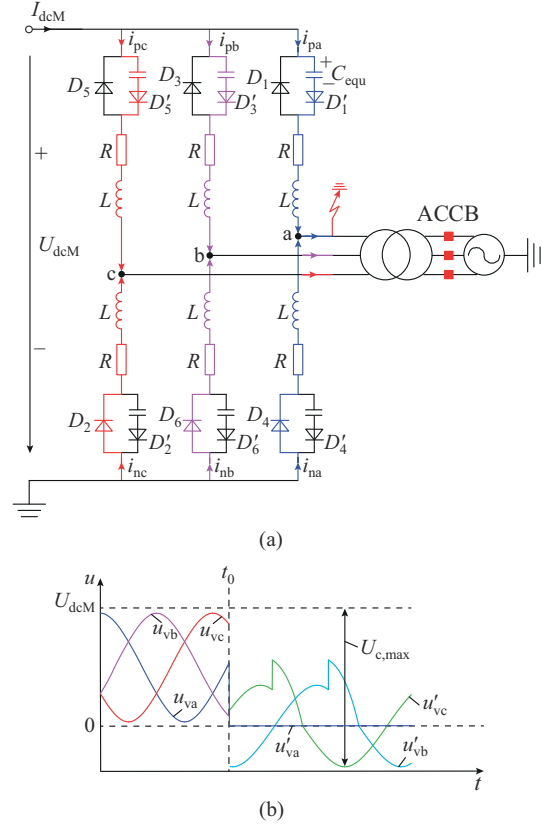 I_dcM
i_pc i_pb i_pa
D_5 D′_5 D_3 D′_3 D_1 D′_1 + − C_equ
R R R
L L L
+
U_dcM
−
a
b
c
ACCB
L L L
R R R
D_2 D′_2 D_6 D′_6 D_4 D′_4
i_nc i_nb i_na
(a)
u t_0
U_dcM
u_vb u_vc
U_c,max
u_va
u′_vc
0
u′_va u′_vb
t
(b)